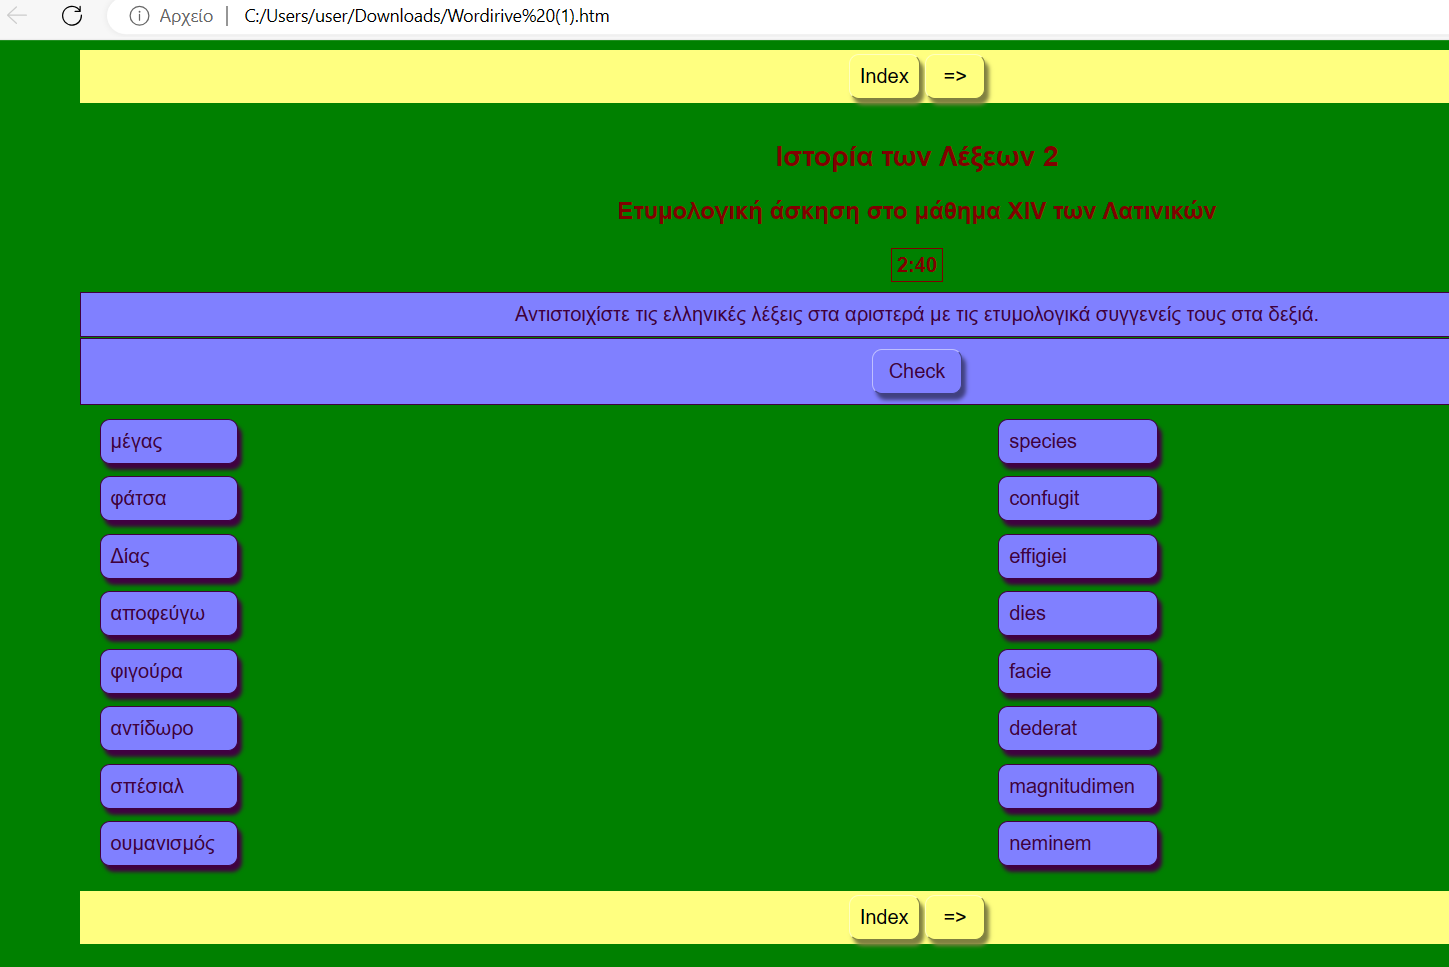 Αρχείο | C:/Users/user/Downloads/Wordirive%20(1).htm
Index =>
Ιστορία των Λέξεων 2
Ετυμολογική άσκηση στο μάθημα XIV των Λατινικών
2:40
Αντιστοιχίστε τις ελληνικές λέξεις στα αριστερά με τις ετυμολογικά συγγενείς τους στα δεξιά.
Check
μέγας species
φάτσα confugit
Δίας effigiei
αποφεύγω dies
φιγούρα facie
αντίδωρο dederat
σπέσιαλ magnitudimen
ουμανισμός neminem
Index =>